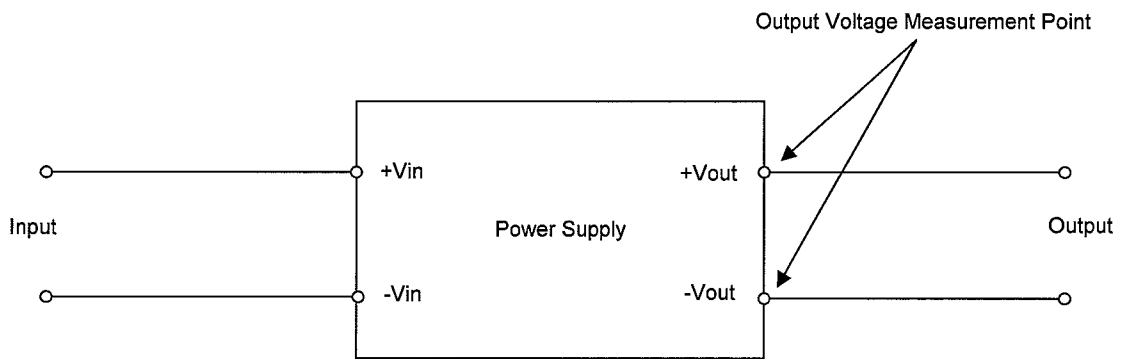 Output Voltage Measurement Point
+Vin
+Vout
Input
Power Supply
Output
-Vin
-Vout